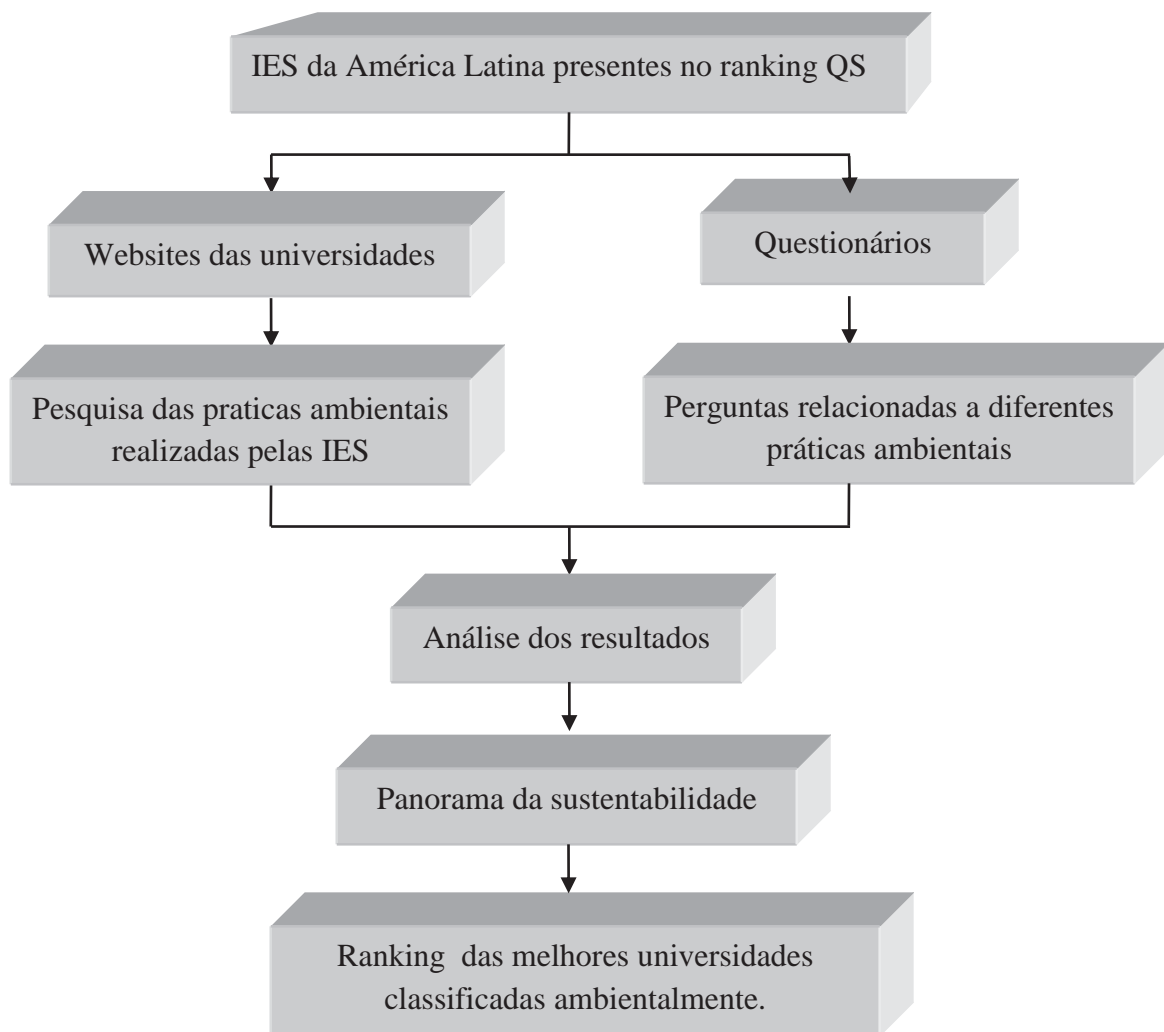 IES da América Latina presentes no ranking QS
Websites das universidades
Questionários
Pesquisa das praticas ambientais
realizadas pelas IES
Perguntas relacionadas a diferentes
práticas ambientais
Análise dos resultados
Panorama da sustentabilidade
Ranking  das melhores universidades
classificadas ambientalmente.